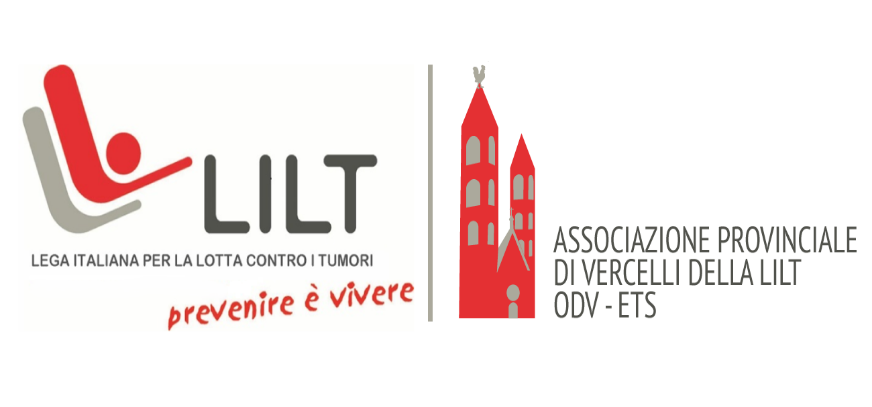 LILT
LEGA ITALIANA PER LA LOTTA CONTRO I TUMORI
prevenire è vivere
ASSOCIAZIONE PROVINCIALE
DI VERCELLI DELLA LILT
ODV - ETS